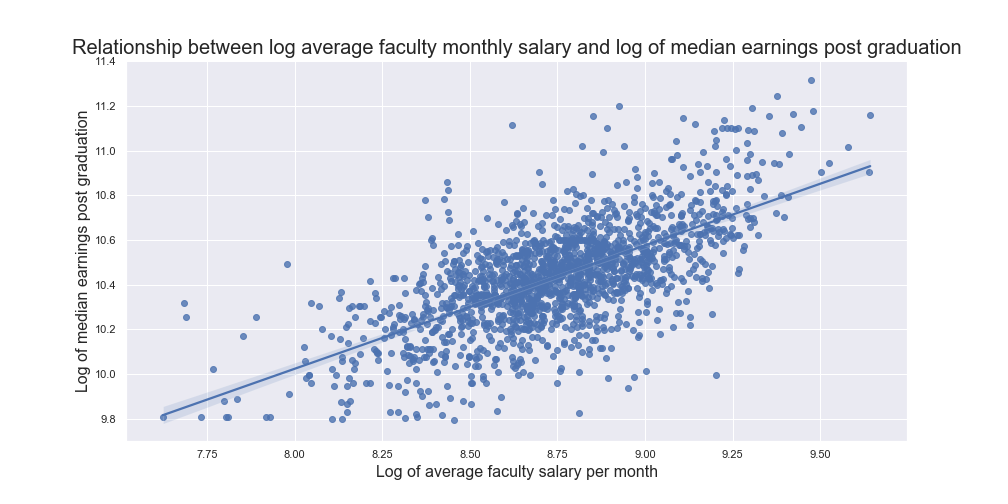 Relationship between log average faculty monthly salary and log of median earnings post graduation
11.4
11.2
11.0
10.8
10.6
10.4
10.2
10.0
9.8
Log of median earnings post graduation
7.75 8.00 8.25 8.50 8.75 9.00 9.25 9.50
Log of average faculty salary per month